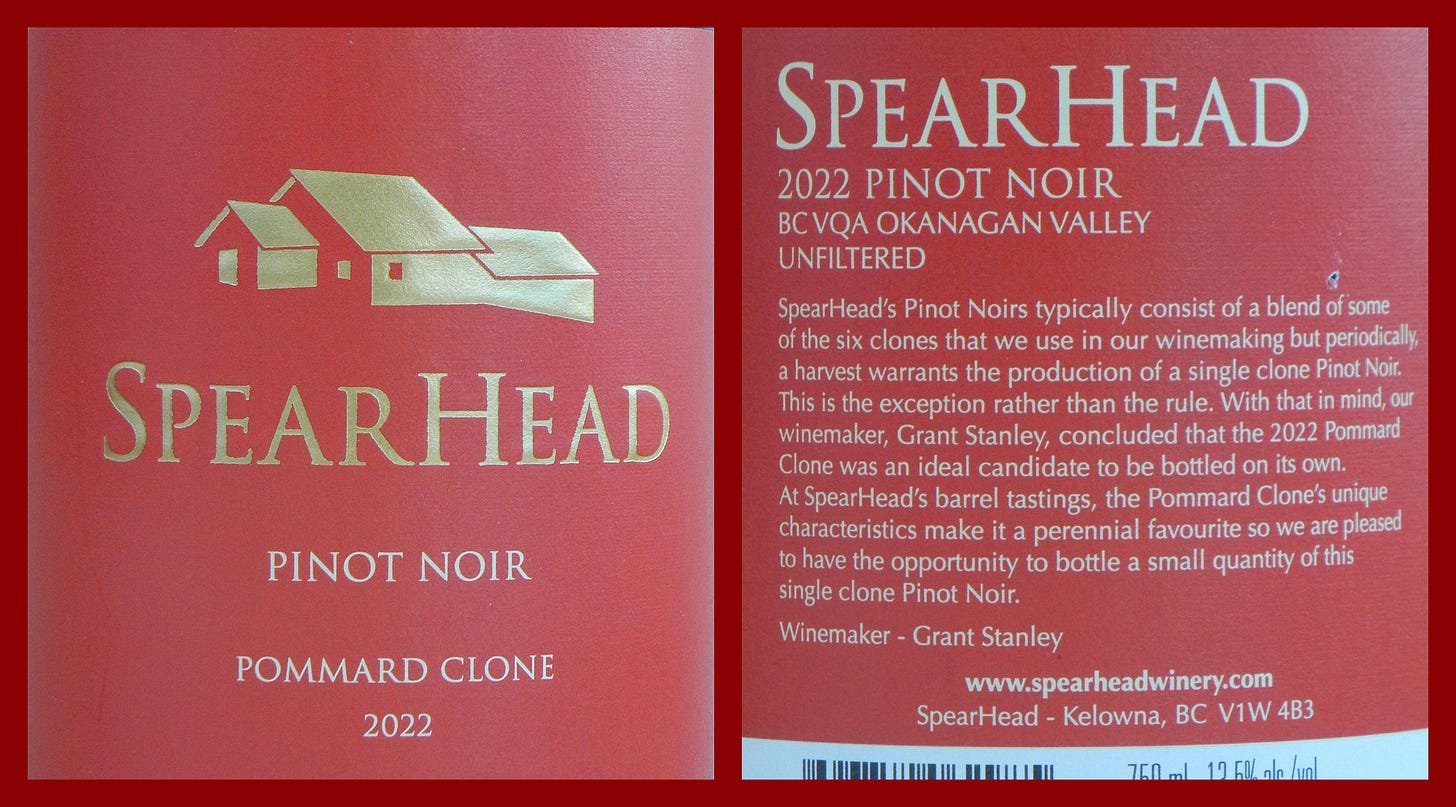 SPEARHEAD
PINOT NOIR
POMMARD CLONE
2022
SPEARHEAD
2022 PINOT NOIR
BC VQA OKANAGAN VALLEY
UNFILTERED
SpearHead's Pinot Noirs typically consist of a blend of some
of the six clones that we use in our winemaking but periodically,
a harvest warrants the production of a single clone Pinot Noir.
This is the exception rather than the rule. With that in mind, our
winemaker, Grant Stanley, concluded that the 2022 Pommard
Clone was an ideal candidate to be bottled on its own.
At SpearHead's barrel tastings, the Pommard Clone's unique
characteristics make it a perennial favourite so we are pleased
to have the opportunity to bottle a small quantity of this
single clone Pinot Noir.
Winemaker - Grant Stanley
www.spearheadwinery.com
SpearHead - Kelowna, BC V1W 4B3
750 ml 13.5% alc/vol